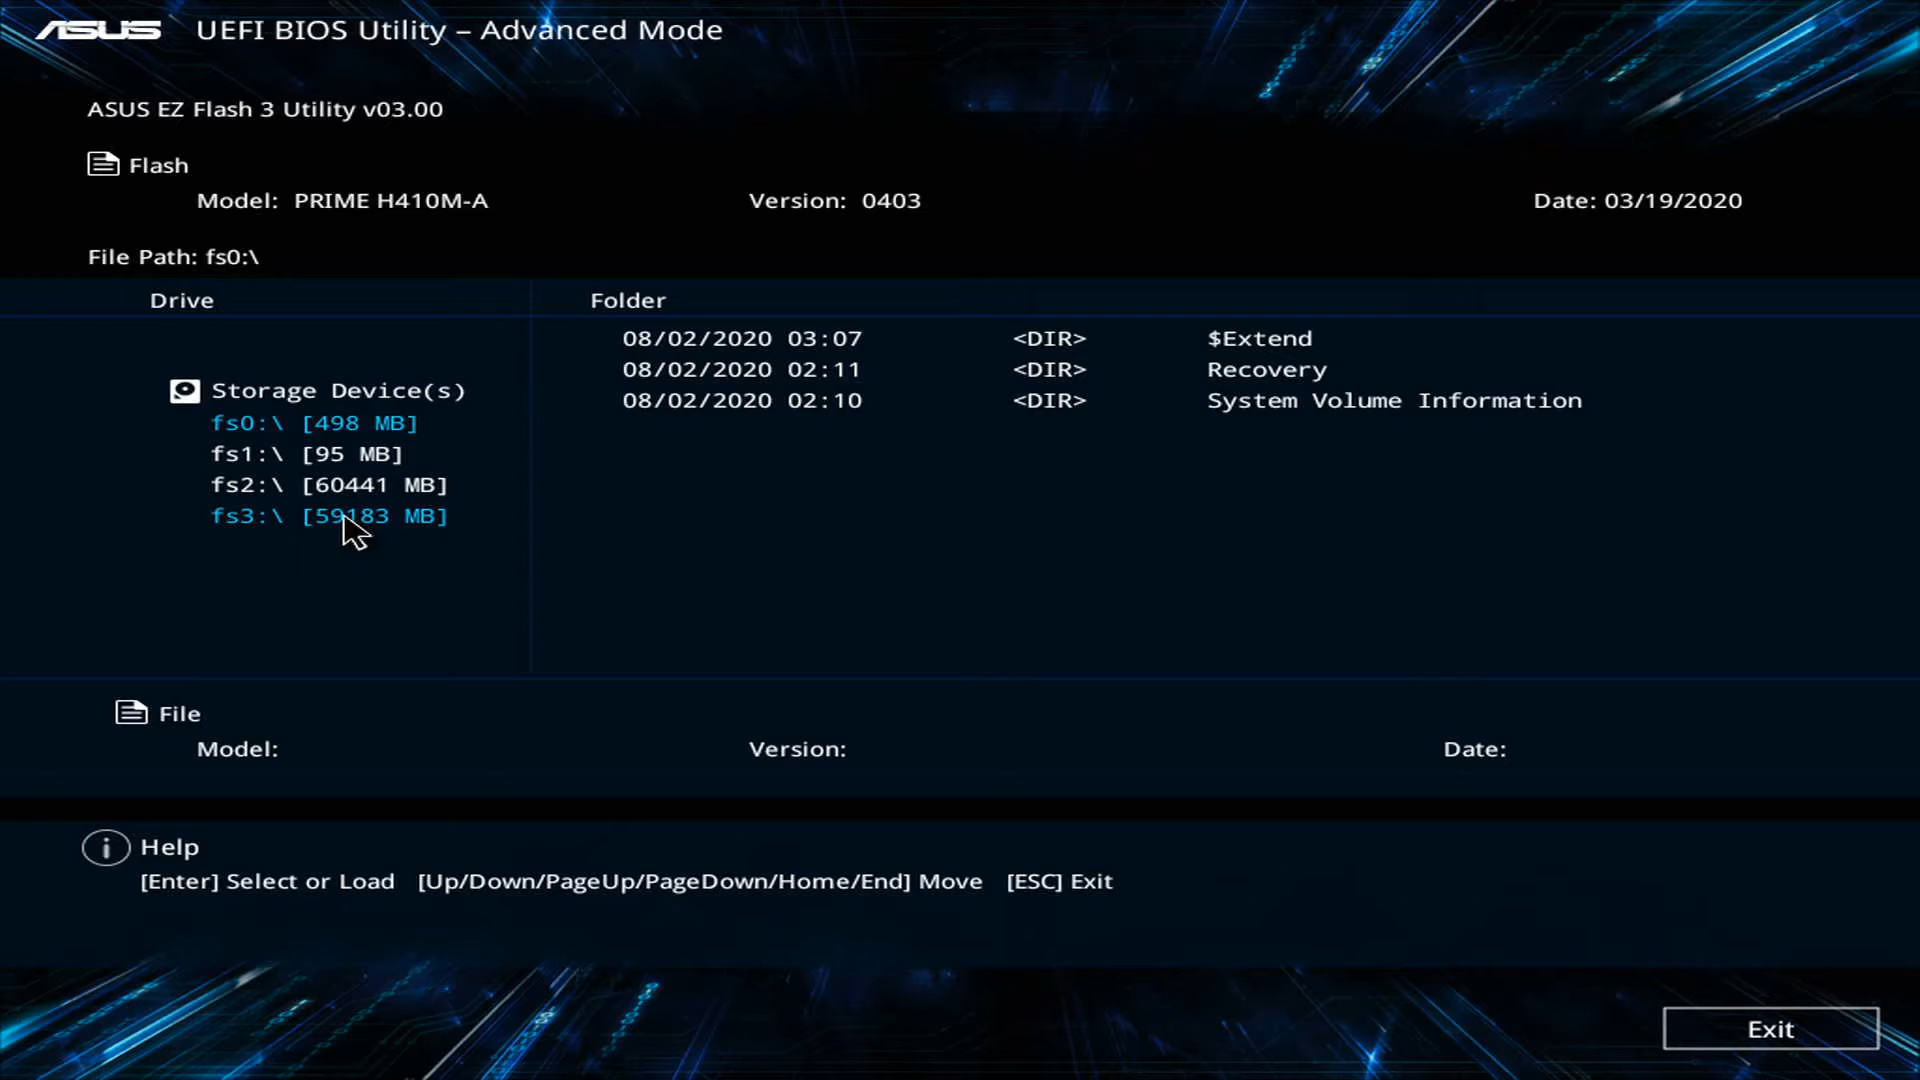 ASUS UEFI BIOS Utility – Advanced Mode
ASUS EZ Flash 3 Utility v03.00
Flash
Model: PRIME H410M-A Version: 0403 Date: 03/19/2020
File Path: fs0:\
Drive Folder
08/02/2020 03:07 <DIR> $Extend
08/02/2020 02:11 <DIR> Recovery
Storage Device(s) 08/02/2020 02:10 <DIR> System Volume Information
fs0:\ [498 MB]
fs1:\ [95 MB]
fs2:\ [60441 MB]
fs3:\ [59183 MB]
File
Model: Version: Date:
Help
[Enter] Select or Load [Up/Down/PageUp/PageDown/Home/End] Move [ESC] Exit
Exit